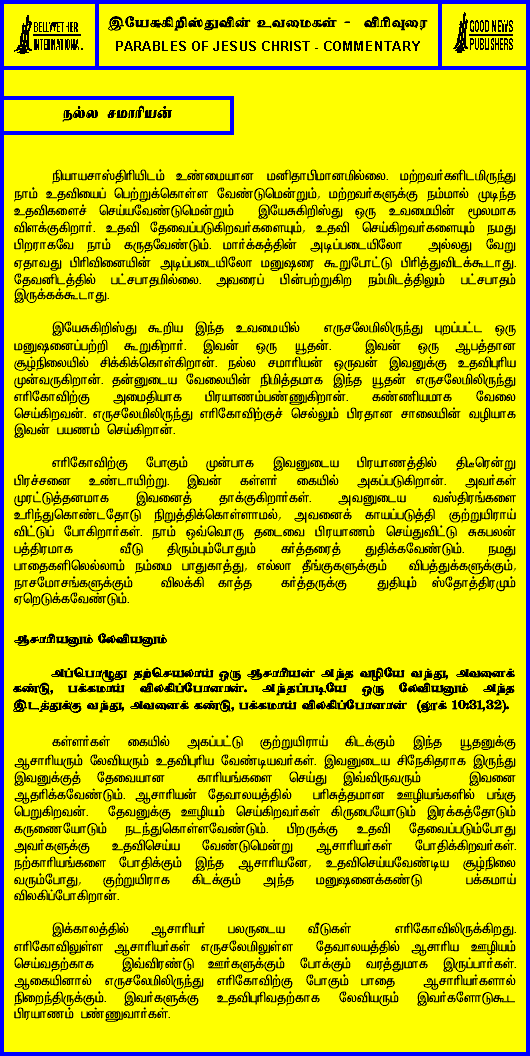 BELLWETHER
INTERNATIONAL
இயேசுகிறிஸ்துவின் உவமைகள் - விரிவுரை
PARABLES OF JESUS CHRIST - COMMENTARY
GOOD NEWS
PUBLISHERS
நல்ல சமாரியன்
நியாயசாஸ்திரியிடம் உண்மையான மனிதாபிமானமில்லை. மற்றவர்களிடமிருந்து
நாம் உதவியைப் பெற்றுக்கொள்ள வேண்டுமென்றும், மற்றவர்களுக்கு நம்மால் முடிந்த
உதவிகளைச் செய்யவேண்டுமென்றும் இயேசுகிறிஸ்து ஒரு உவமையின் மூலமாக
விளக்குகிறார். உதவி தேவைப்படுகிறவர்களையும், உதவி செய்கிறவர்களையும் நமது
பிறராகவே நாம் கருதவேண்டும். மார்க்கத்தின் அடிப்படையிலோ அல்லது வேறு
ஏதாவது பிரிவினையின் அடிப்படையிலோ மனுஷரை கூறுபோட்டு பிரித்துவிடக்கூடாது.
தேவனிடத்தில் பட்சபாதமில்லை. அவரைப் பின்பற்றுகிற நம்மிடத்திலும் பட்சபாதம்
இருக்கக்கூடாது.
இயேசுகிறிஸ்து கூறிய இந்த உவமையில் எருசலேமிலிருந்து புறப்பட்ட ஒரு
மனுஷனைப்பற்றி கூறுகிறார். இவன் ஒரு யூதன். இவன் ஒரு ஆபத்தான
சூழ்நிலையில் சிக்கிக்கொள்கிறான். நல்ல சமாரியன் ஒருவன் இவனுக்கு உதவிபுரிய
முன்வருகிறான். தன்னுடைய வேலையின் நிமித்தமாக இந்த யூதன் எருசலேமிலிருந்து
எரிகோவிற்கு அமைதியாக பிரயாணம்பண்ணுகிறான். கண்ணியமாக வேலை
செய்கிறவன். எருசலேமிலிருந்து எரிகோவிற்குச் செல்லும் பிரதான சாலையின் வழியாக
இவன் பயணம் செய்கிறான்.
எரிகோவிற்கு போகும் முன்பாக இவனுடைய பிரயாணத்தில் திடீரென்று
பிரச்சனை உண்டாயிற்று. இவன் கள்ளர் கையில் அகப்படுகிறான். அவர்கள்
முரட்டுத்தனமாக இவனைத் தாக்குகிறார்கள். அவனுடைய வஸ்திரங்களை
உரிந்துகொண்டதோடு நிறுத்திக்கொள்ளாமல், அவனைக் காயப்படுத்தி குற்றுயிராய்
விட்டுப் போகிறார்கள். நாம் ஒவ்வொரு தடைவை பிரயாணம் செய்துவிட்டு சுகபலன்
பத்திரமாக வீடு திரும்பும்போதும் கர்த்தரைத் துதிக்கவேண்டும். நமது
பாதைகளிலெல்லாம் நம்மை பாதுகாத்து, எல்லா தீங்குகளுக்கும் விபத்துக்களுக்கும்,
நாசமோசங்களுக்கும் விலக்கி காத்த கர்த்தருக்கு துதியும் ஸ்தோத்திரமும்
ஏறெடுக்கவேண்டும்.
ஆசாரியனும் லேவியனும்
அப்பொழுது தற்செயலாய் ஒரு ஆசாரியன் அந்த வழியே வந்து, அவனைக்
கண்டு, பக்கமாய் விலகிப்போனான். அந்தப்படியே ஒரு லேவியனும் அந்த
இடத்துக்கு வந்து, அவனைக் கண்டு, பக்கமாய் விலகிப்போனான் (லூக் 10:31,32).
கள்ளர்கள் கையில் அகப்பட்டு குற்றுயிராய் கிடக்கும் இந்த யூதனுக்கு
ஆசாரியரும் லேவியரும் உதவிபுரிய வேண்டியவர்கள். இவனுடைய சிநேகிதராக இருந்து
இவனுக்குத் தேவையான காரியங்களை செய்து இவ்விருவரும் இவனை
ஆதரிக்கவேண்டும். ஆசாரியன் தேவாலயத்தில் பரிசுத்தமான ஊழியங்களில் பங்கு
பெறுகிறவன். தேவனுக்கு ஊழியம் செய்கிறவர்கள் கிருபையோடும் இரக்கத்தோடும்
கருணையோடும் நடந்துகொள்ளவேண்டும். பிறருக்கு உதவி தேவைப்படும்போது
அவர்களுக்கு உதவிசெய்ய வேண்டுமென்று ஆசாரியர்கள் போதிக்கிறவர்கள்.
நற்காரியங்களை போதிக்கும் இந்த ஆசாரியனே, உதவிசெய்யவேண்டிய சூழ்நிலை
வரும்போது, குற்றுயிராக கிடக்கும் அந்த மனுஷனைக்கண்டு பக்கமாய்
விலகிப்போகிறான்.
இக்காலத்தில் ஆசாரியர் பலருடைய வீடுகள் எரிகோவிலிருக்கிறது.
எரிகோவிலுள்ள ஆசாரியர்கள் எருசலேமிலுள்ள தேவாலயத்தில் ஆசாரிய ஊழியம்
செய்வதற்காக இவ்விரண்டு ஊர்களுக்கும் போக்கும் வரத்துமாக இருப்பார்கள்.
ஆகையினால் எருசலேமிலிருந்து எரிகோவிற்கு போகும் பாதை ஆசாரியர்களால்
நிறைந்திருக்கும். இவர்களுக்கு உதவிபுரிவதற்காக லேவியரும் இவர்களோடுகூட
பிரயாணம் பண்ணுவார்கள்.